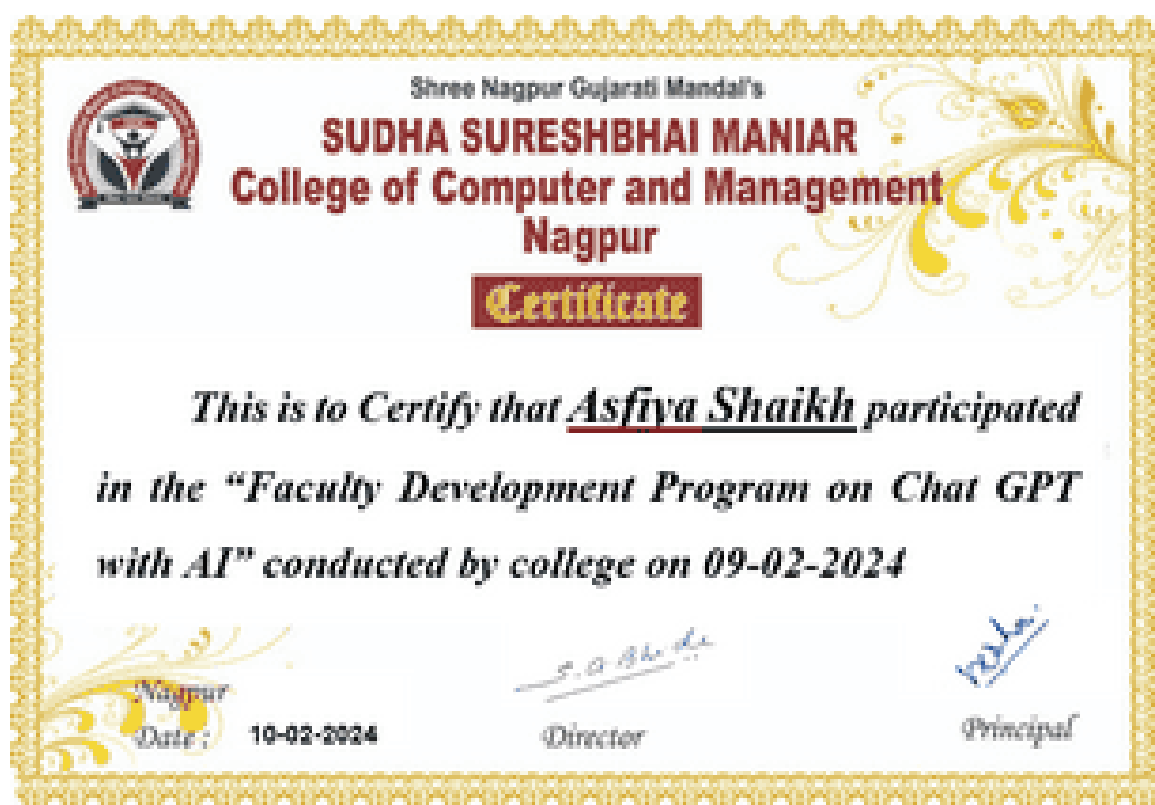 Shree Nagpur Gujarati Mandal's
SUDHA SURESHBHAI MANIAR
College of Computer and Management
Nagpur
Certificate
This is to Certify that Asfiya Shaikh participated
in the “Faculty Development Program on Chat GPT
with AI” conducted by college on 09-02-2024
Nagpur
Date : 10-02-2024
Director
Principal